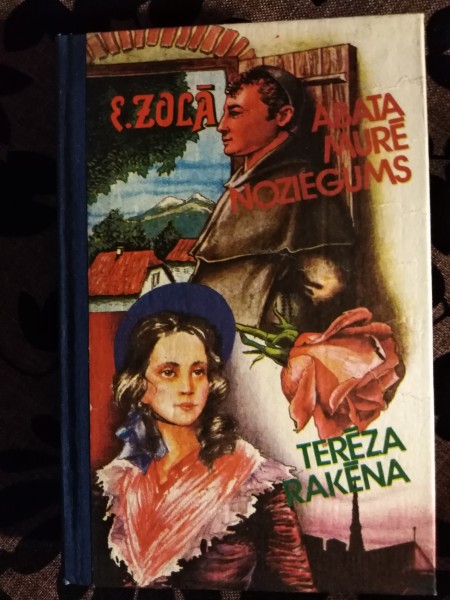 E. ZOLĀ
ABATA
MURĒ
NOZIEGUMS
TERĒZA
RAKĒNA